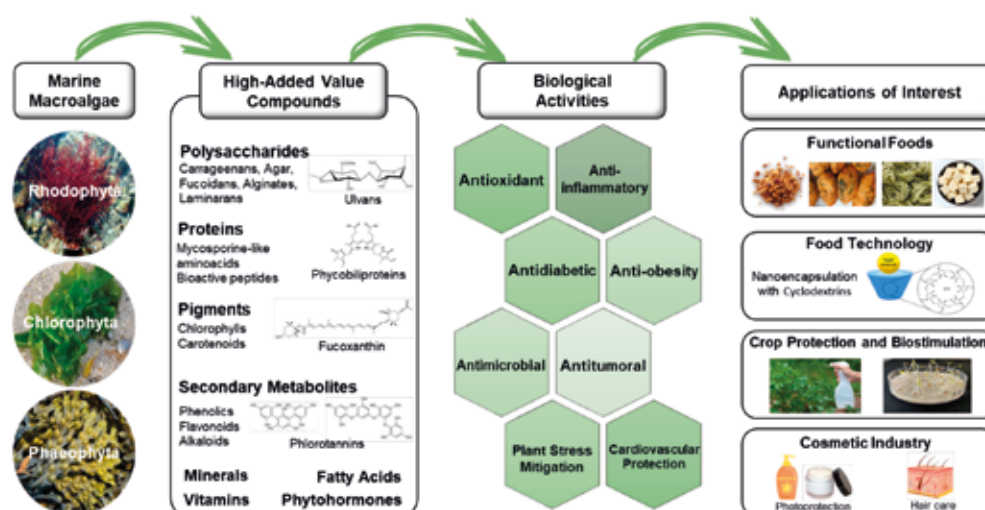 Marine
Macroalgae
Rhodophyta
Chlorophyta
Phaeophyta
High-Added Value
Compounds
Polysaccharides
Carrageenans, Agar,
Fucoidans, Alginates,
Laminarans
Ulvans
Proteins
Mycosporine-like
aminoacids
Bioactive peptides
Phycobiliproteins
Pigments
Chlorophylls
Carotenoids
Fucoxanthin
Secondary Metabolites
Phenolics
Flavonoids
Alkaloids
Phlorotannins
Minerals
Fatty Acids
Vitamins
Phytohormones
Biological
Activities
Antioxidant
Anti-
inflammatory
Antidiabetic
Anti-obesity
Antimicrobial
Antitumoral
Plant Stress
Mitigation
Cardiovascular
Protection
Applications of Interest
Functional Foods
Food Technology
Nanoencapsulation
with Cyclodextrins
Crop Protection and Biostimulation
Cosmetic Industry
Photoprotection
Hair care